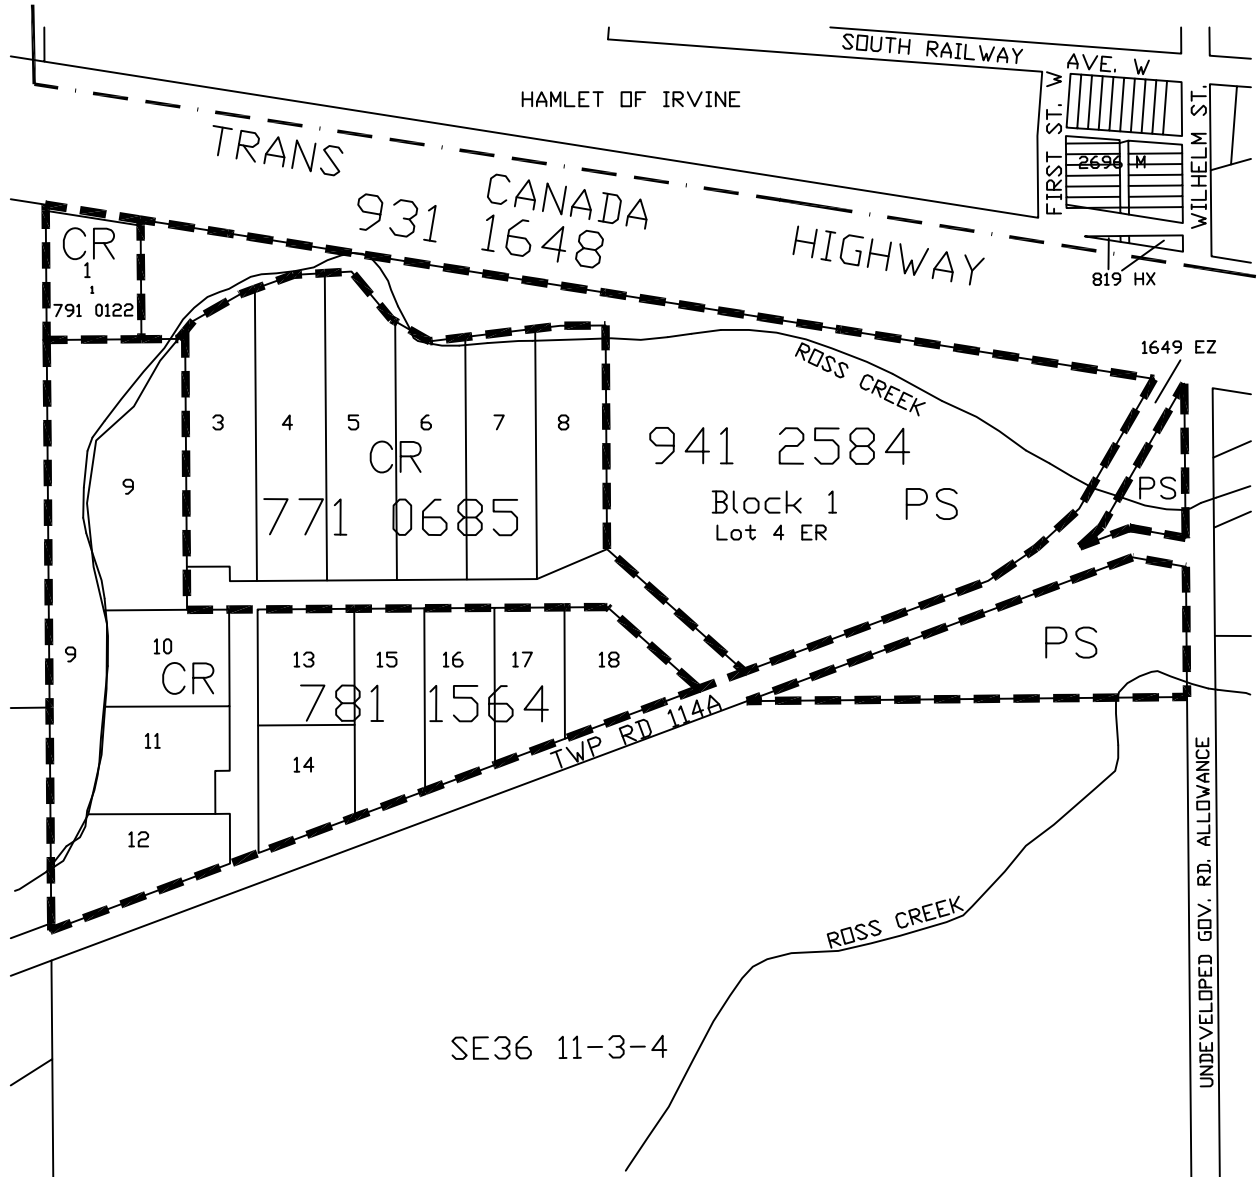 SOUTH RAILWAY
AVE. W
HAMLET OF IRVINE
FIRST ST. W
WILHELM ST.
2696 M
TRANS
CANADA
HIGHWAY
931 1648
819 HX
CR
1
1
791 0122
1649 EZ
ROSS CREEK
3
4
5
6
7
8
CR
771 0685
941 2584
Block 1
Lot 4 ER
PS
PS
9
9
10
CR
11
12
13
14
15
16
17
18
781 1564
PS
TWP RD 114A
UNDEVELOPED GOV. RD. ALLOWANCE
ROSS CREEK
SE36 11-3-4